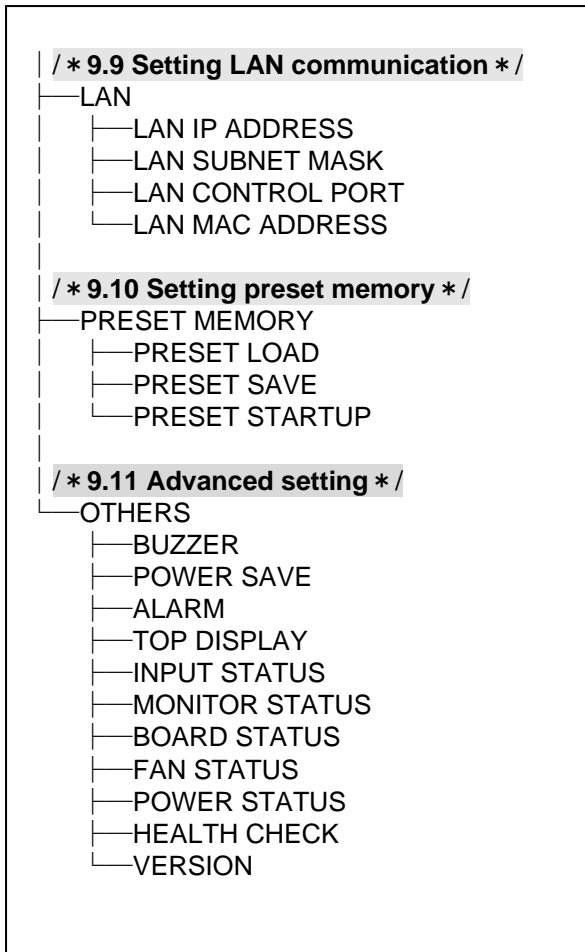 /＊9.9 Setting LAN communication＊/
LAN
LAN IP ADDRESS
LAN SUBNET MASK
LAN CONTROL PORT
LAN MAC ADDRESS
/＊9.10 Setting preset memory＊/
PRESET MEMORY
PRESET LOAD
PRESET SAVE
PRESET STARTUP
/＊9.11 Advanced setting＊/
OTHERS
BUZZER
POWER SAVE
ALARM
TOP DISPLAY
INPUT STATUS
MONITOR STATUS
BOARD STATUS
FAN STATUS
POWER STATUS
HEALTH CHECK
VERSION